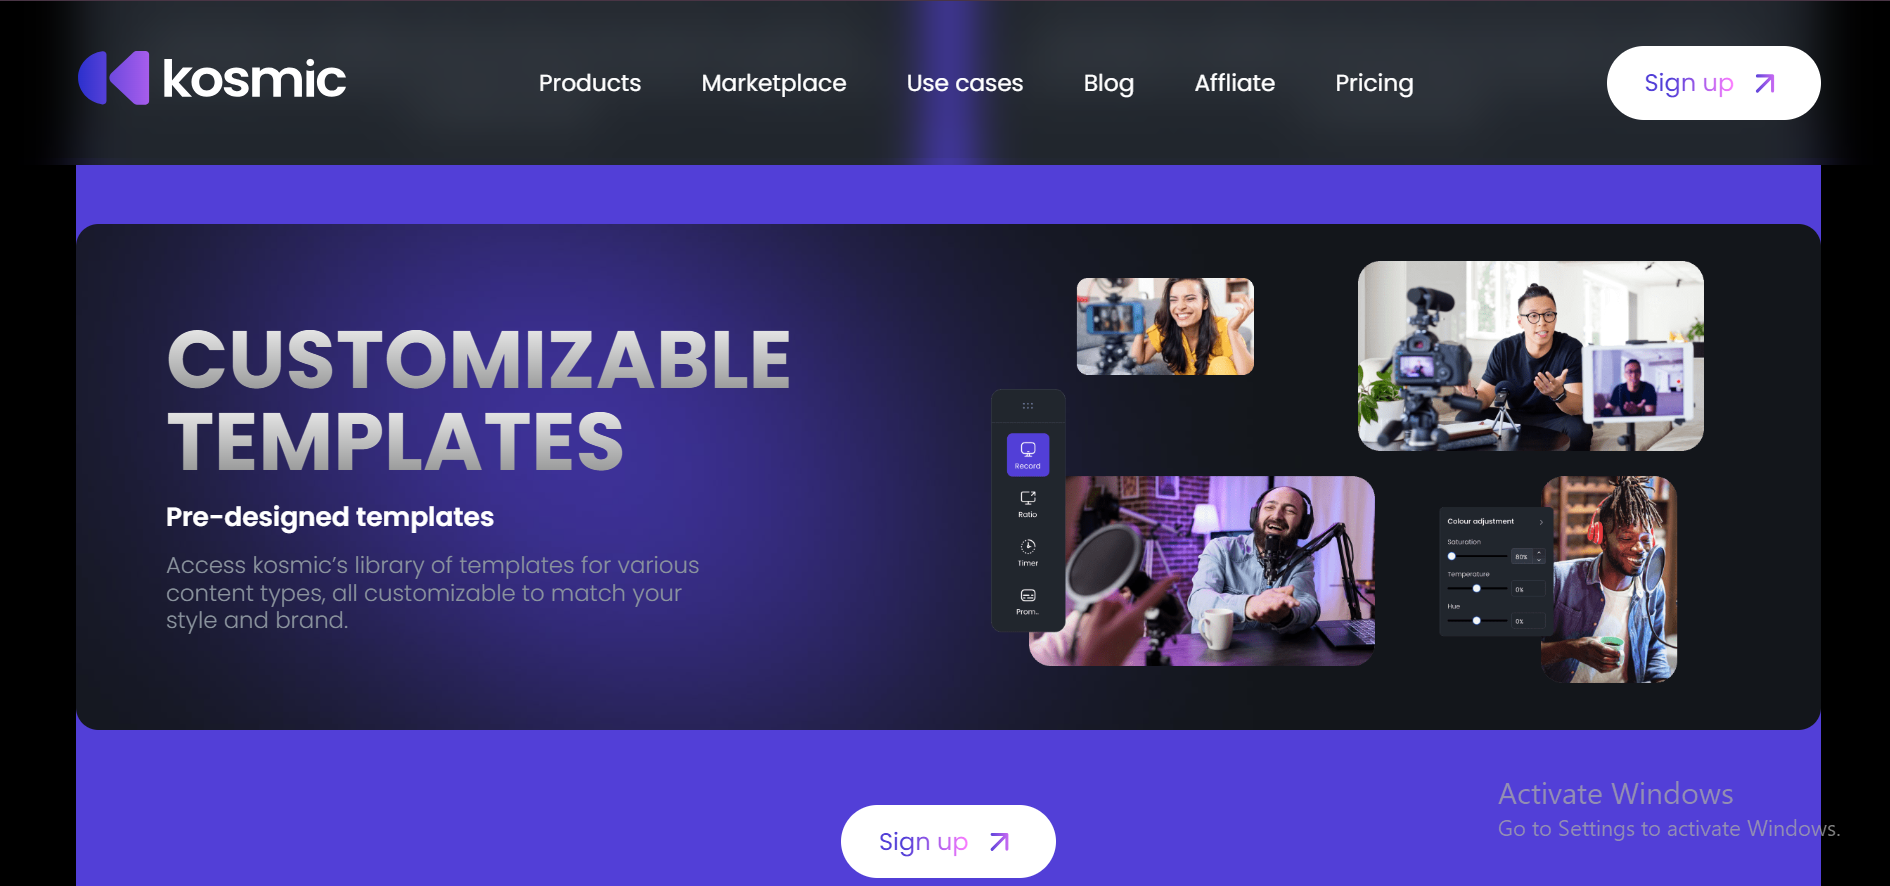 kosmic
Products
Marketplace
Use cases
Blog
Affliate
Pricing
Sign up
CUSTOMIZABLE
TEMPLATES
Pre-designed templates
Access kosmic's library of templates for various
content types, all customizable to match your
style and brand.
Record
Ratio
Timer
Prom..
Colour adjustment
Saturation
80%
Temperature
0%
Hue
0%
Sign up
Activate Windows
Go to Settings to activate Windows.